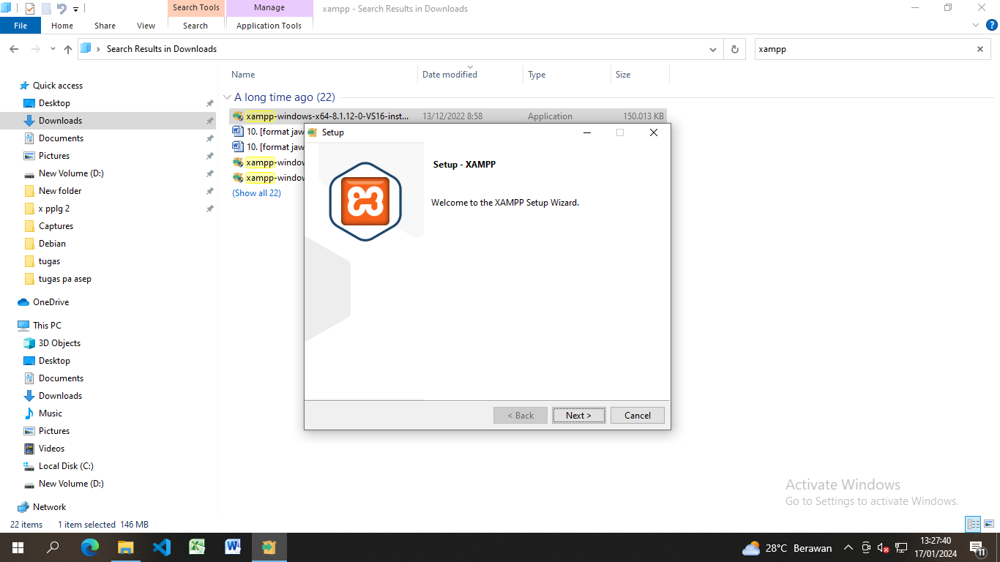 Search Tools
Manage
xampp - Search Results in Downloads
File
Home
Share
View
Search
Application Tools
Search Results in Downloads
xampp
Quick access
Desktop
Downloads
Documents
Pictures
New Volume (D:)
New folder
x pplg 2
Captures
Debian
tugas
tugas pa asep
OneDrive
This PC
3D Objects
Desktop
Documents
Downloads
Music
Pictures
Videos
Local Disk (C:)
New Volume (D:)
Network
Name
Date modified
Type
Size
A long time ago (22)
xampp-windows-x64-8.1.12-0-VS16-inst...
13/12/2022 8:58
Application
150.013 KB
10. [format jaw
10. [format jaw
xampp-window
xampp-window
(Show all 22)
Setup
Setup - XAMPP
Welcome to the XAMPP Setup Wizard.
< Back
Next >
Cancel
Activate Windows
Go to Settings to activate Windows.
22 items
1 item selected 146 MB
28°C Berawan
13:27:40
17/01/2024
11